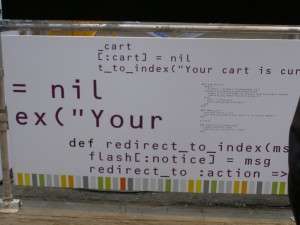 _cart
[:cart] = nil
t_to_index("Your cart is cur
= nil
ex("Your
def redirect_to_index(ms
flash[:notice] = msg
redirect_to :action =>